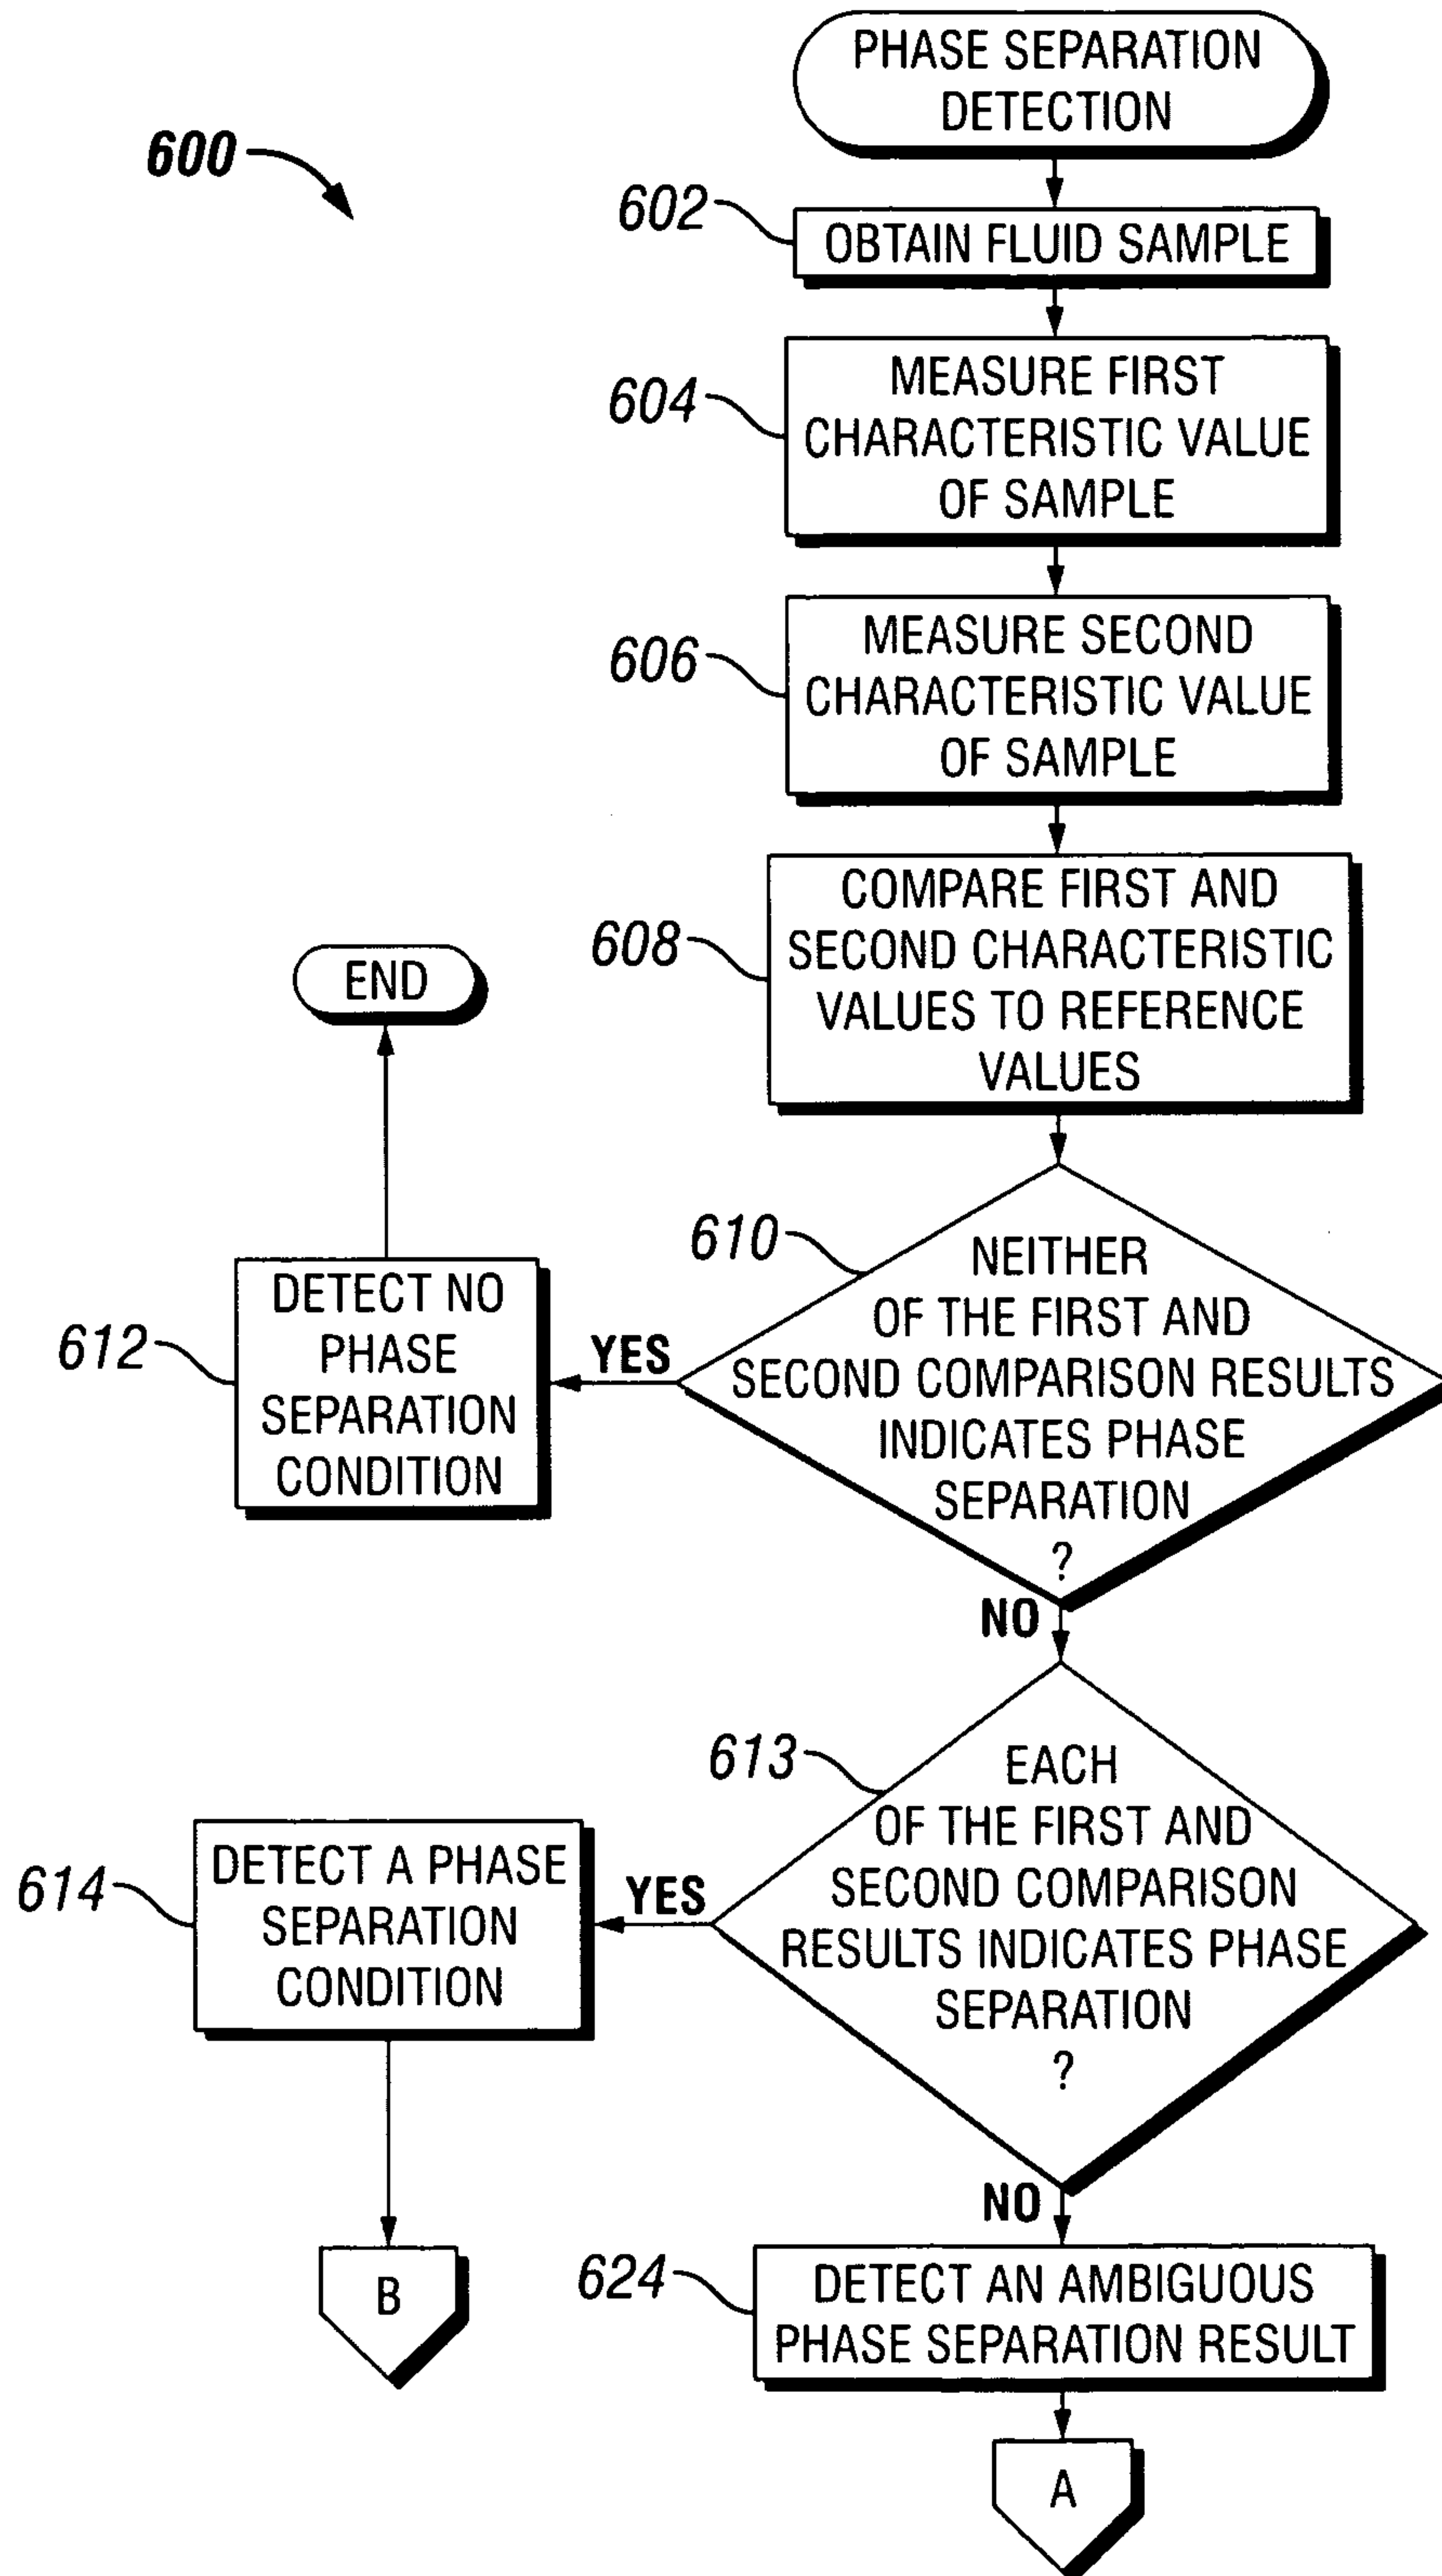 PHASE SEPARATION
DETECTION
600
602
OBTAIN FLUID SAMPLE
604
MEASURE FIRST
CHARACTERISTIC VALUE
OF SAMPLE
606
MEASURE SECOND
CHARACTERISTIC VALUE
OF SAMPLE
608
COMPARE FIRST AND
SECOND CHARACTERISTIC
VALUES TO REFERENCE
VALUES
END
610
NEITHER
OF THE FIRST AND
SECOND COMPARISON RESULTS
INDICATES PHASE
SEPARATION
?
YES
612
DETECT NO
PHASE
SEPARATION
CONDITION
NO
613
EACH
OF THE FIRST AND
SECOND COMPARISON
RESULTS INDICATES PHASE
SEPARATION
?
YES
614
DETECT A PHASE
SEPARATION
CONDITION
B
NO
624
DETECT AN AMBIGUOUS
PHASE SEPARATION RESULT
A